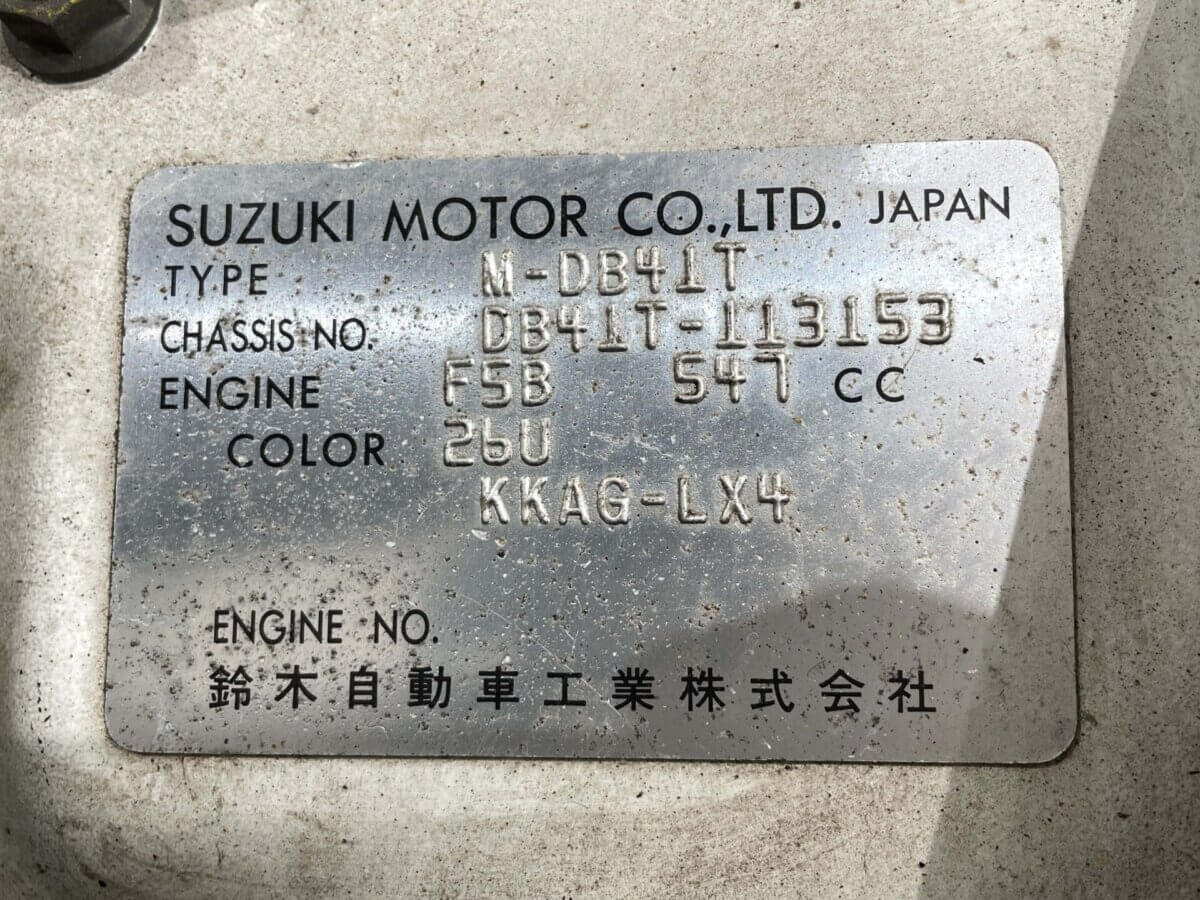 SUZUKI MOTOR CO.,LTD. JAPAN
TYPE M-DB41T
CHASSIS NO. DB41T-113153
ENGINE F5B 547 CC
COLOR 26U
KKAG-LX4
ENGINE NO.
鈴木自動車工業株式会社